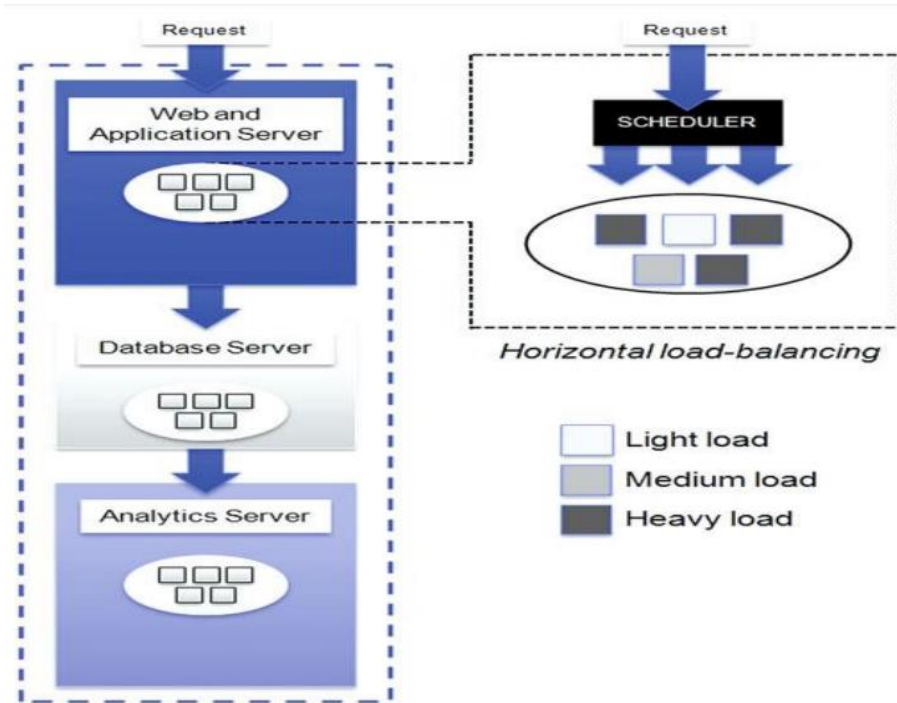 Request
Web and
Application Server
Database Server
Analytics Server
Request
SCHEDULER
Horizontal load-balancing
Light load
Medium load
Heavy load